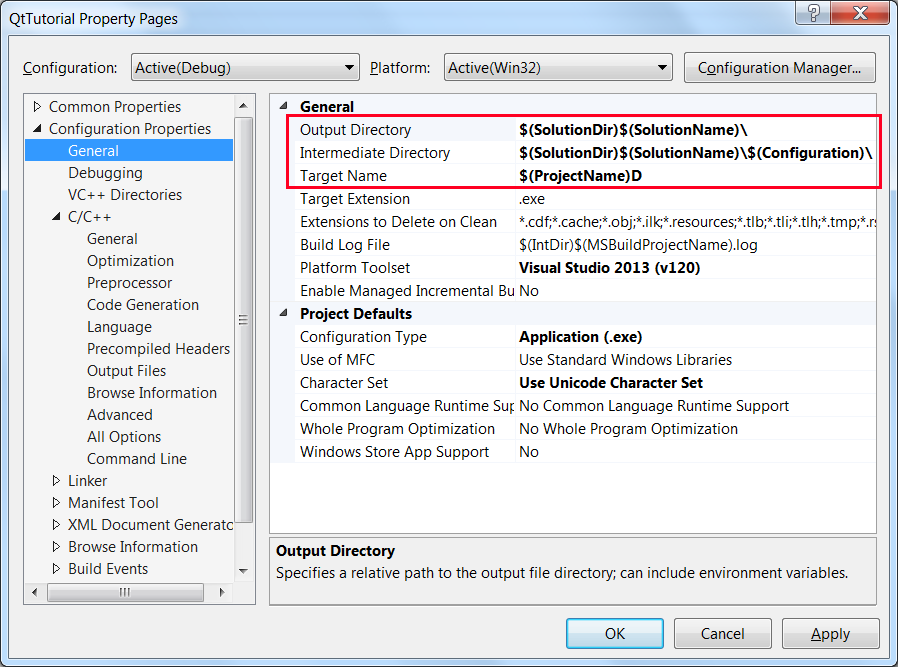 QtTutorial Property Pages
Configuration: Active(Debug) Platform: Active(Win32) Configuration Manager...
Common Properties
Configuration Properties
General
Debugging
VC++ Directories
C/C++
General
Optimization
Preprocessor
Code Generation
Language
Precompiled Headers
Output Files
Browse Information
Advanced
All Options
Command Line
Linker
Manifest Tool
XML Document Generato
Browse Information
Build Events
General
Output Directory $(SolutionDir)$(SolutionName)\
Intermediate Directory $(SolutionDir)$(SolutionName)\$(Configuration)\
Target Name $(ProjectName)D
Target Extension .exe
Extensions to Delete on Clean *.cdf;*.cache;*.obj;*.ilk;*.resources;*.tlb;*.tli;*.tlh;*.tmp;*.rs
Build Log File $(IntDir)$(MSBuildProjectName).log
Platform Toolset Visual Studio 2013 (v120)
Enable Managed Incremental Bu No
Project Defaults
Configuration Type Application (.exe)
Use of MFC Use Standard Windows Libraries
Character Set Use Unicode Character Set
Common Language Runtime Sup No Common Language Runtime Support
Whole Program Optimization No Whole Program Optimization
Windows Store App Support No
Output Directory
Specifies a relative path to the output file directory; can include environment variables.
OK Cancel Apply